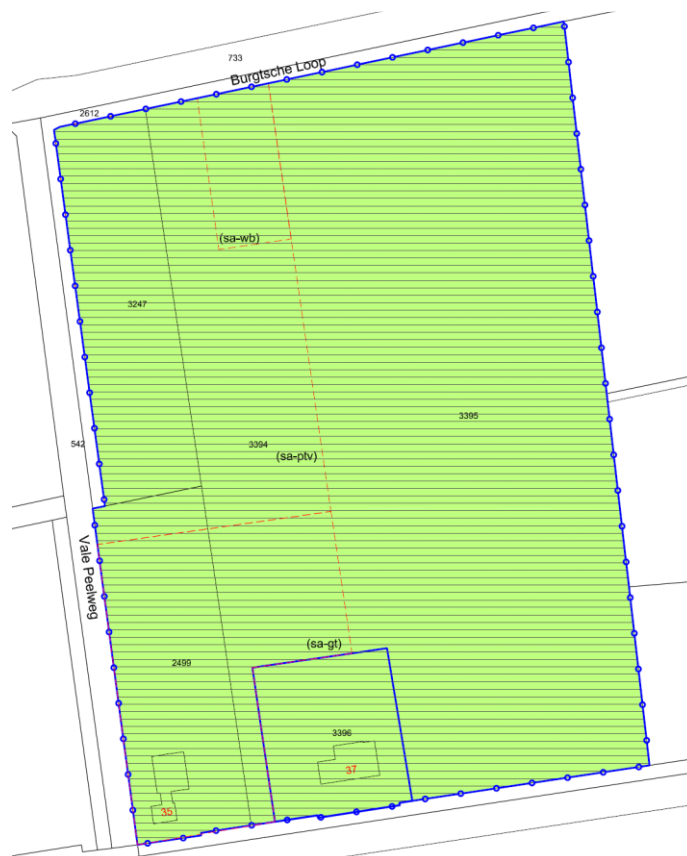 733
Burgtsche Loop
2612
(sa-wb)
3247
3395
542
3394
(sa-ptv)
Vale Peelweg
(sa-gt)
2499
3396
37
35